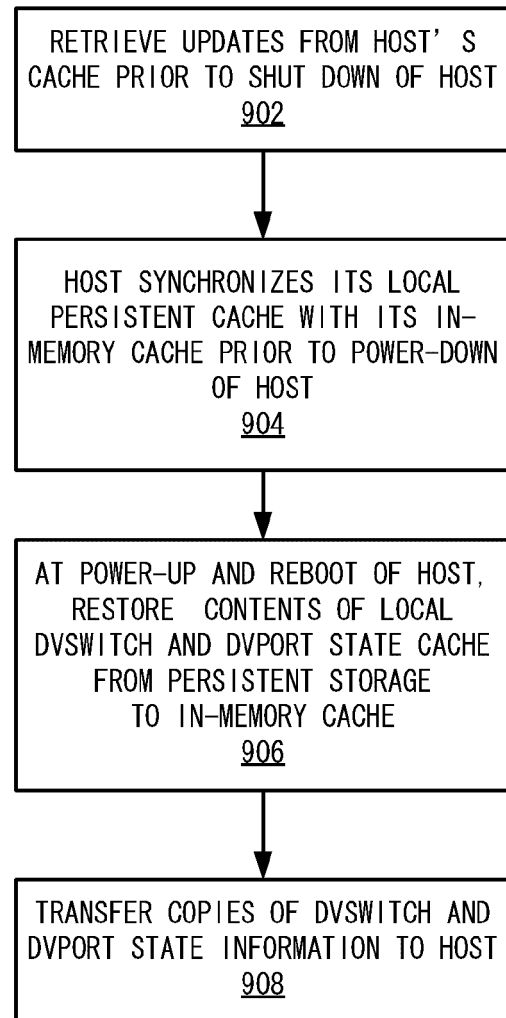 RETRIEVE UPDATES FROM HOST'S
CACHE PRIOR TO SHUT DOWN OF HOST
902
HOST SYNCHRONIZES ITS LOCAL
PERSISTENT CACHE WITH ITS IN-
MEMORY CACHE PRIOR TO POWER-DOWN
OF HOST
904
AT POWER-UP AND REBOOT OF HOST,
RESTORE CONTENTS OF LOCAL
DVSWITCH AND DVPORT STATE CACHE
FROM PERSISTENT STORAGE
TO IN-MEMORY CACHE
906
TRANSFER COPIES OF DVSWITCH AND
DVPORT STATE INFORMATION TO HOST
908